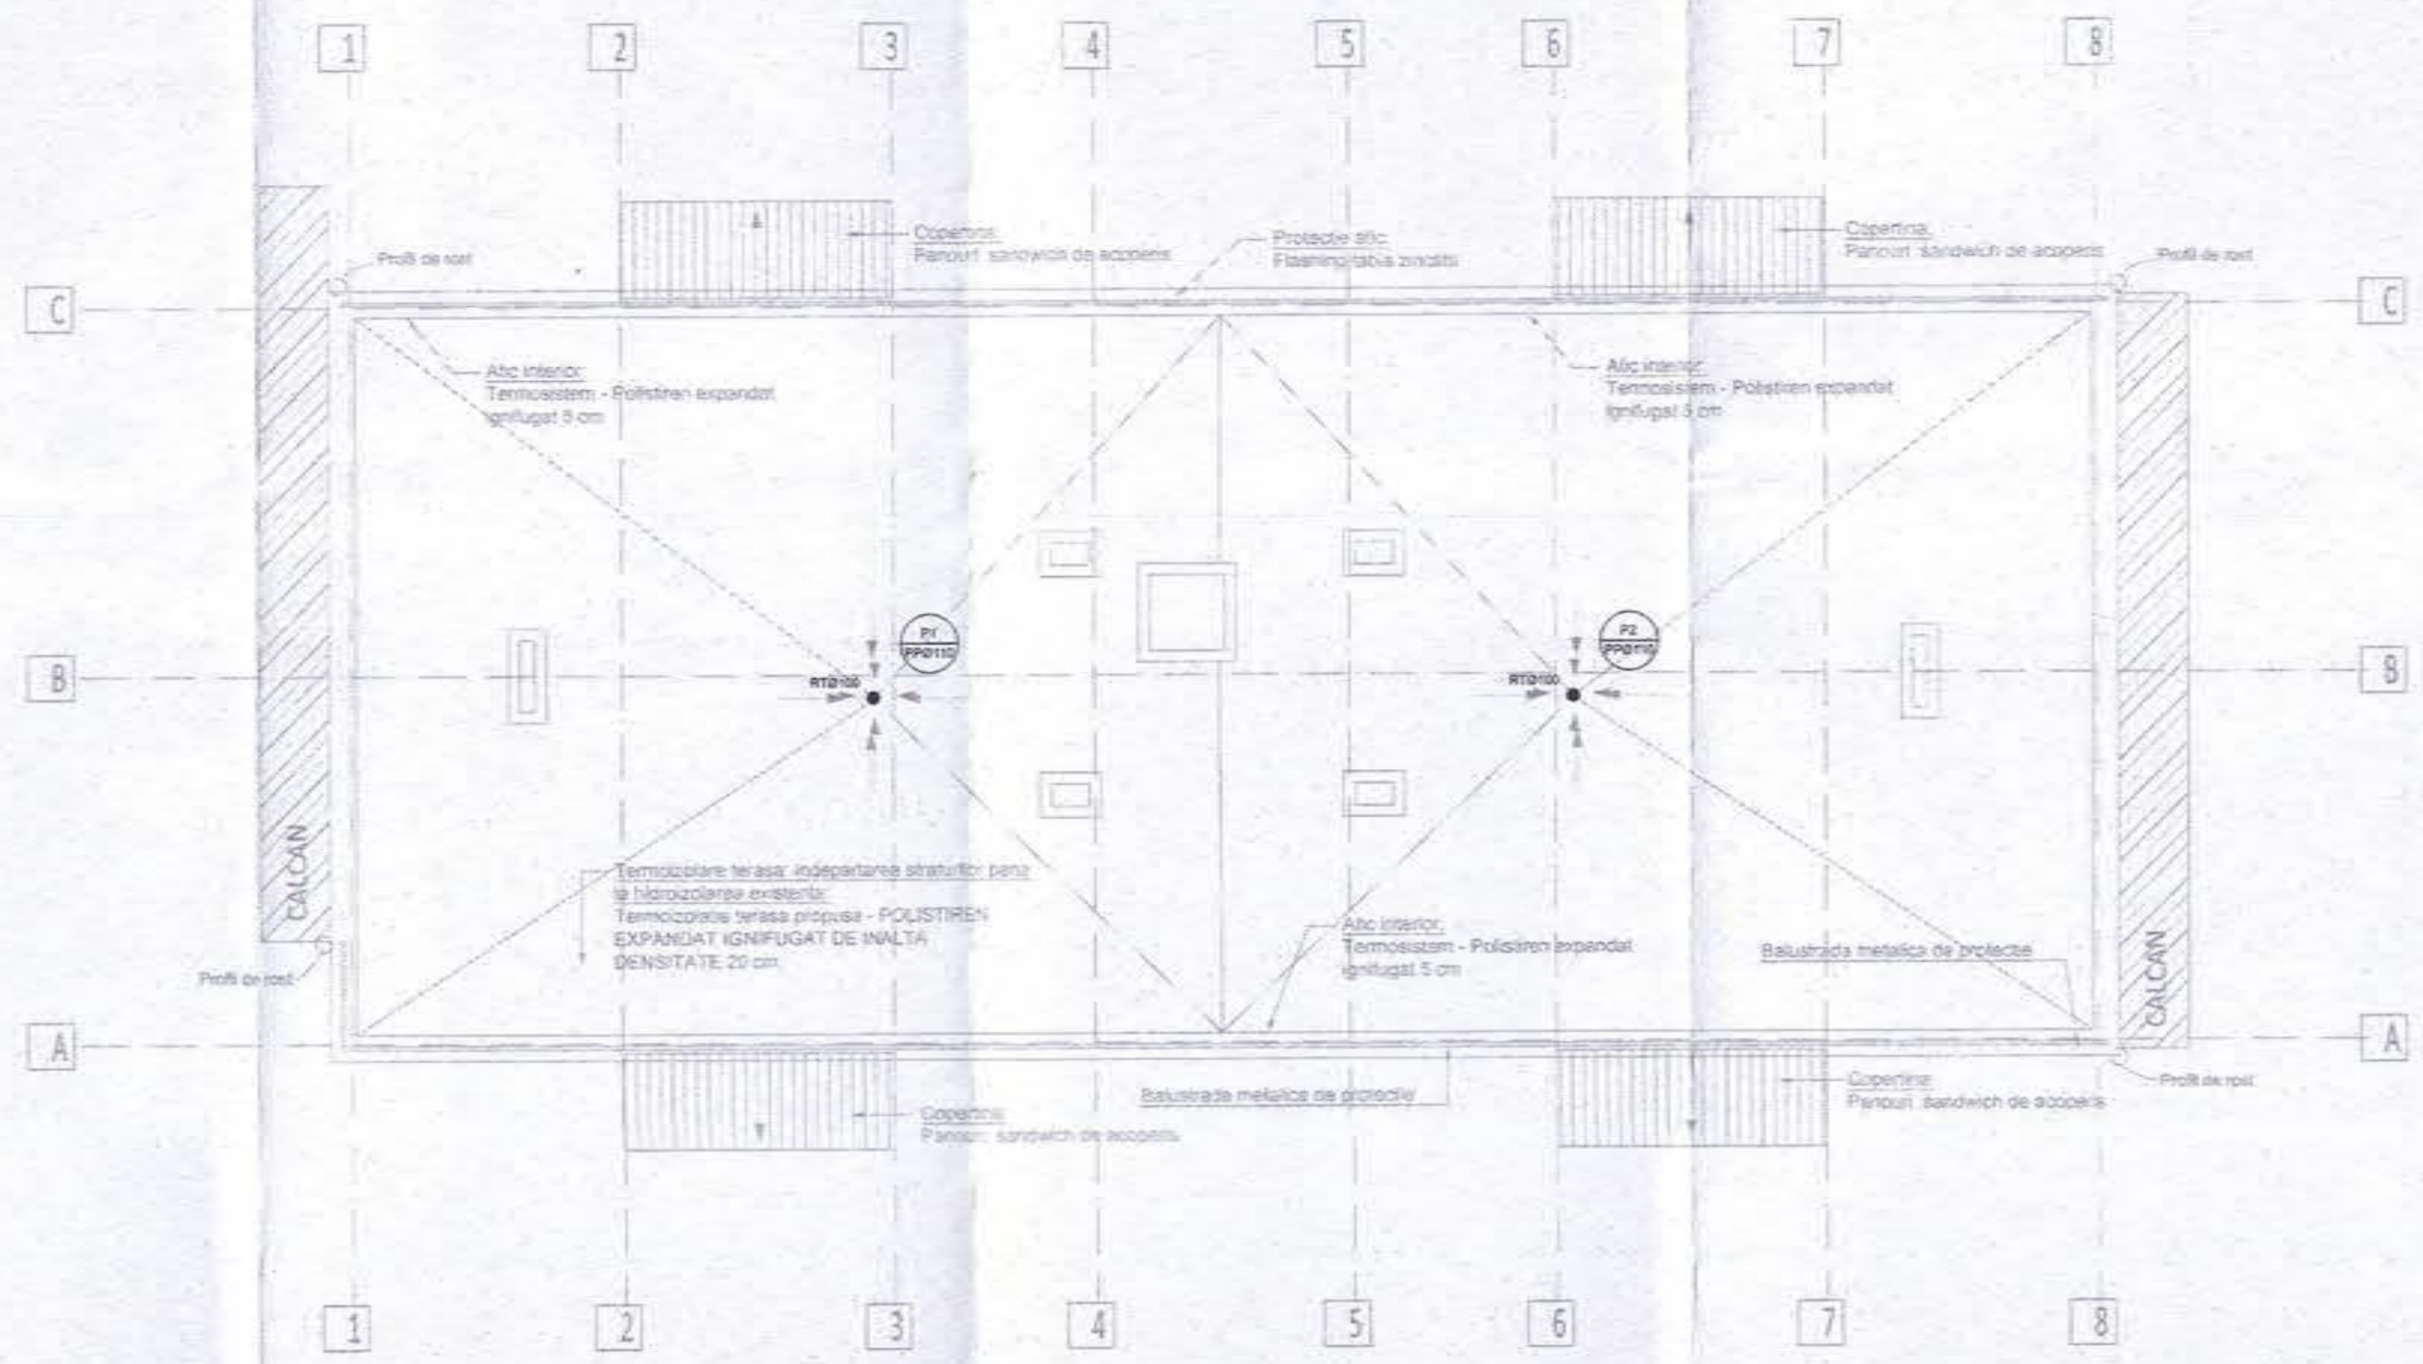 1 2 3 4 5 6 7 8
Copertina:
Panouri sandwich de acoperis
Protectie atic:
Flashing tabla zincata
Copertina:
Panouri sandwich de acoperis
Profil de rost
Profil de rost
C
C
Atic interior:
Termosistem - Polistiren expandat
ignifugat 5 cm
Atic interior:
Termosistem - Polistiren expandat
ignifugat 5 cm
P1
PPØ110
P2
PPØ110
B
RTØ100
RTØ100
B
CALCAN
Termoizolare terasa: indepartarea straturilor pana
la hidroizolarea existenta:
Termoizolatie terasa propusa - POLISTIREN
EXPANDAT IGNIFUGAT DE INALTA
DENSITATE 20 cm
Atic interior:
Termosistem - Polistiren expandat
ignifugat 5 cm
Balustrada metalica de protectie
CALCAN
Profil de rost
A
A
Copertina:
Panouri sandwich de acoperis
Balustrada metalica de protectie
Copertina:
Panouri sandwich de acoperis
Profil de rost
1 2 3 4 5 6 7 8